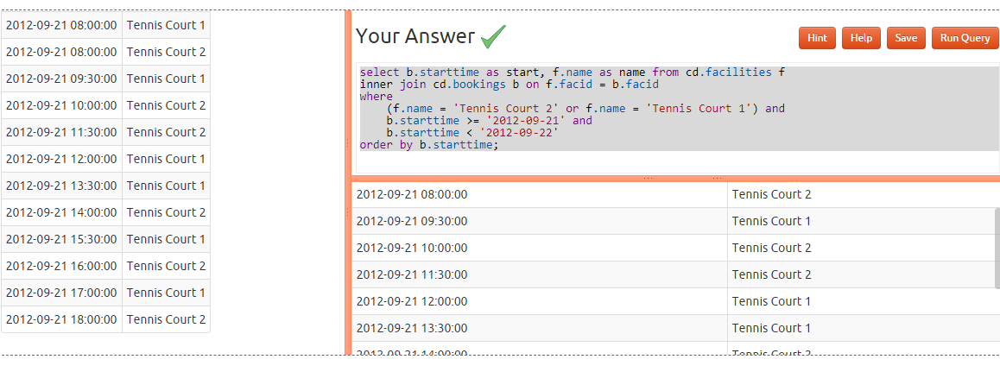 2012-09-21 08:00:00 Tennis Court 1
2012-09-21 08:00:00 Tennis Court 2
2012-09-21 09:30:00 Tennis Court 1
2012-09-21 10:00:00 Tennis Court 2
2012-09-21 11:30:00 Tennis Court 2
2012-09-21 12:00:00 Tennis Court 1
2012-09-21 13:30:00 Tennis Court 1
2012-09-21 14:00:00 Tennis Court 2
2012-09-21 15:30:00 Tennis Court 1
2012-09-21 16:00:00 Tennis Court 2
2012-09-21 17:00:00 Tennis Court 1
2012-09-21 18:00:00 Tennis Court 2
Your Answer
Hint Help Save Run Query
select b.starttime as start, f.name as name from cd.facilities f
inner join cd.bookings b on f.facid = b.facid
where
(f.name = 'Tennis Court 2' or f.name = 'Tennis Court 1') and
b.starttime >= '2012-09-21' and
b.starttime < '2012-09-22'
order by b.starttime;
2012-09-21 08:00:00 Tennis Court 2
2012-09-21 09:30:00 Tennis Court 1
2012-09-21 10:00:00 Tennis Court 2
2012-09-21 11:30:00 Tennis Court 2
2012-09-21 12:00:00 Tennis Court 1
2012-09-21 13:30:00 Tennis Court 1
2012-09-21 14:00:00 Tennis Court 2